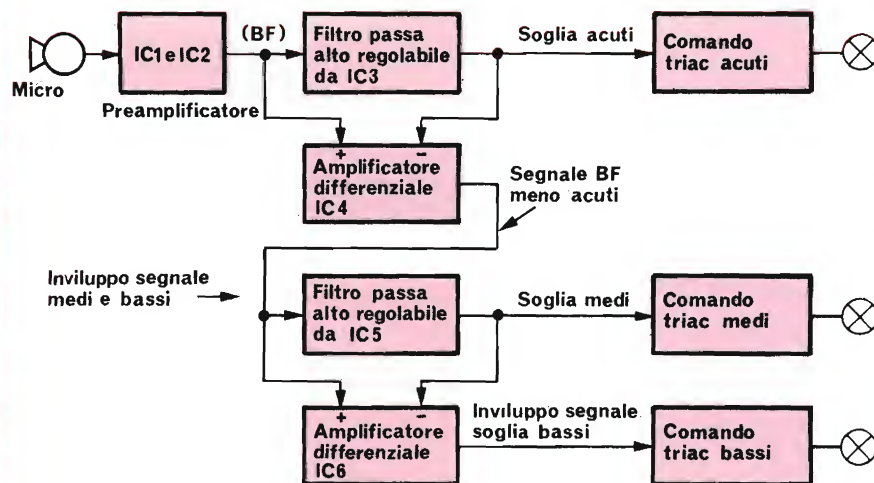 (BF)
IC1 e IC2
Micro
Preamplificatore
Filtro passa
alto regolabile
da IC3
Soglia acuti
Comando
triac acuti
+ −
Amplificatore
differenziale
IC4
Segnale BF
meno acuti
Inviluppo segnale
medi e bassi
Filtro passa
alto regolabile
da IC5
Soglia medi
Comando
triac medi
+ −
Amplificatore
differenziale
IC6
Inviluppo segnale
soglia bassi
Comando
triac bassi